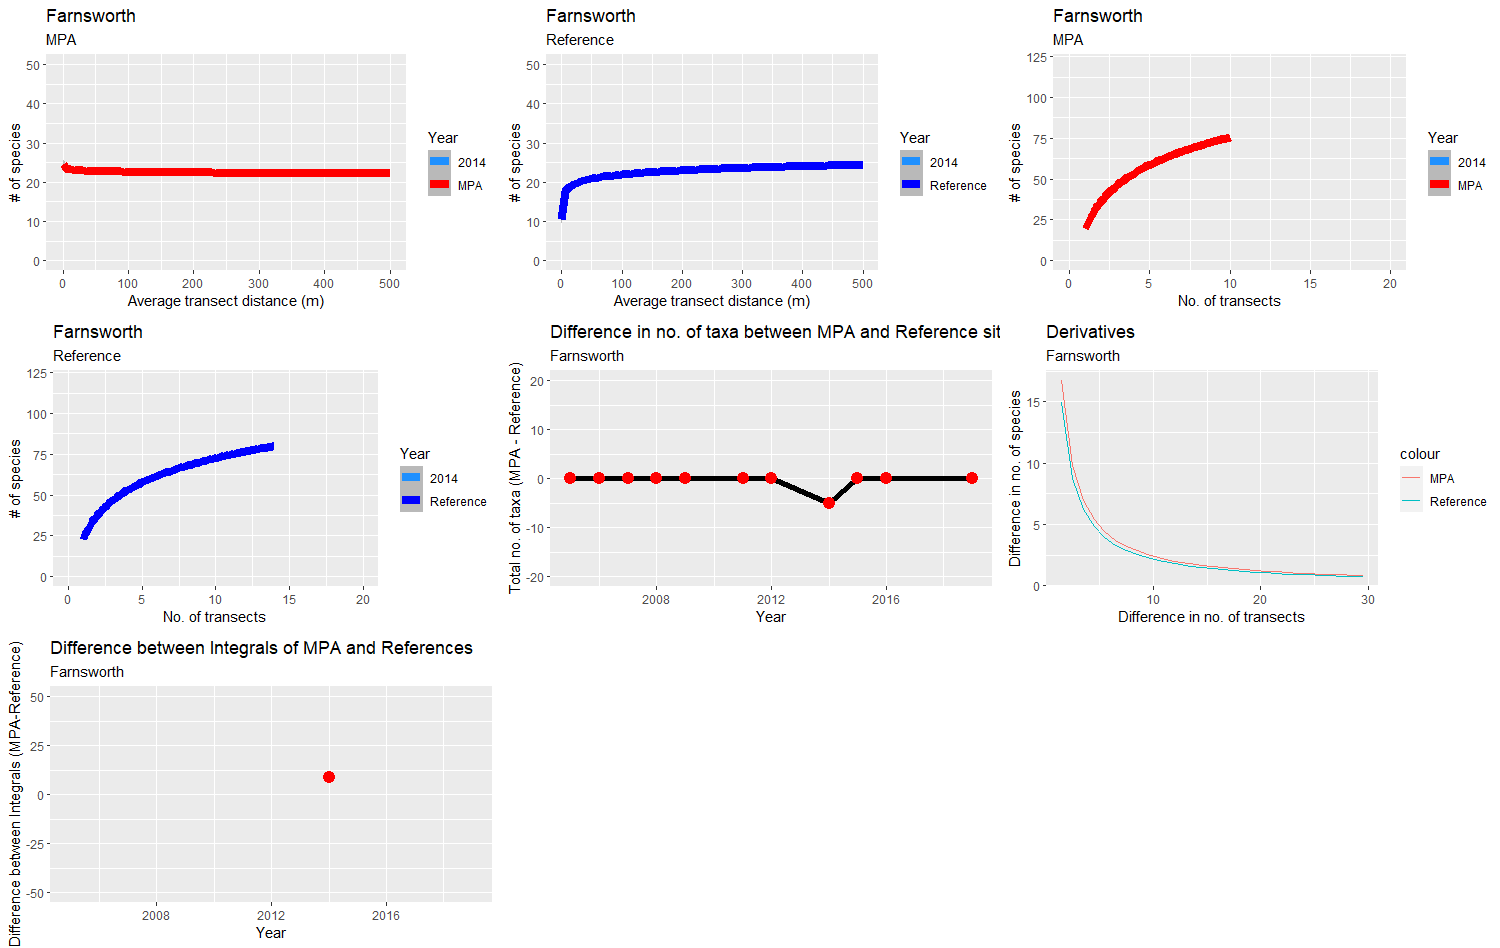 Farnsworth
MPA
# of species
50
40
30
20
10
0
0 100 200 300 400 500
Average transect distance (m)
Year
2014
MPA
Farnsworth
Reference
# of species
50
40
30
20
10
0
0 100 200 300 400 500
Average transect distance (m)
Year
2014
Reference
Farnsworth
MPA
# of species
125
100
75
50
25
0
0 5 10 15 20
No. of transects
Year
2014
MPA
Farnsworth
Reference
# of species
125
100
75
50
25
0
0 5 10 15 20
No. of transects
Year
2014
Reference
Difference in no. of taxa between MPA and Reference sit
Farnsworth
Total no. of taxa (MPA - Reference)
20
10
0
-10
-20
2008 2012 2016
Year
Derivatives
Farnsworth
Difference in no. of species
15
10
5
0
10 20 30
Difference in no. of transects
colour
MPA
Reference
Difference between Integrals of MPA and References
Farnsworth
Difference between Integrals (MPA-Reference)
50
25
0
-25
-50
2008 2012 2016
Year